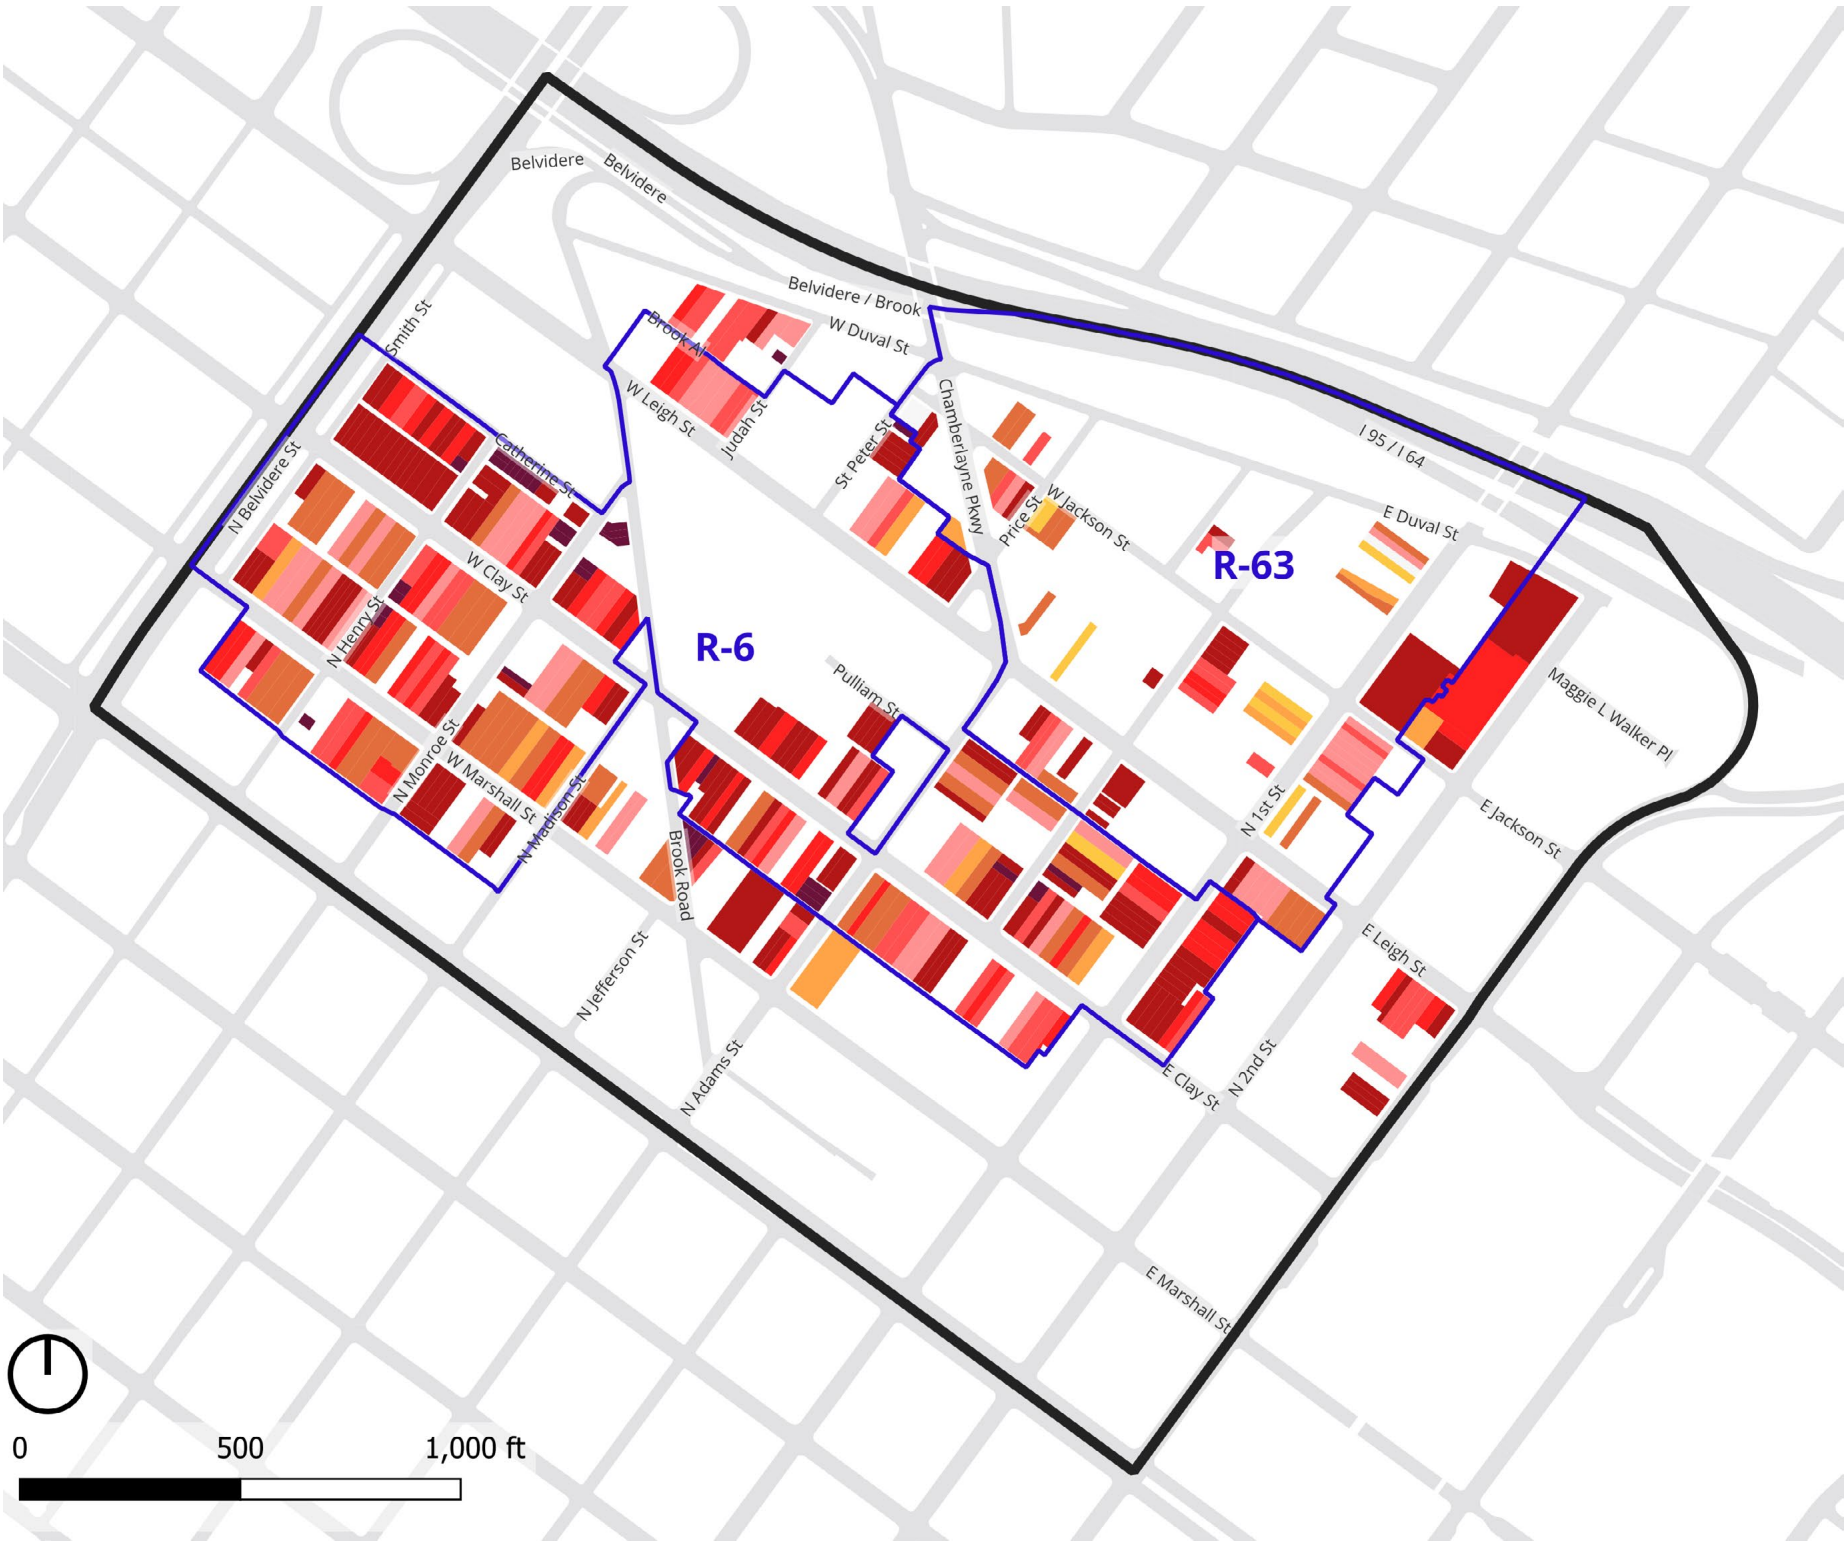 Belvidere
Belvidere
Belvidere / Brook
W Duval St
Smith St
Brook Al
W Leigh St
Judah St
St Peter St
Chamberlayne Pkwy
I 95 / I 64
Catherine St
N Belvidere St
Price St
W Jackson St
E Duval St
R-63
W Clay St
N Henry St
R-6
Pulliam St
Maggie L Walker Pl
N Monroe St
W Marshall St
N Madison St
N 1st St
E Jackson St
Brook Road
N Jefferson St
E Leigh St
N Adams St
E Clay St
N 2nd St
E Marshall St
0 500 1,000 ft